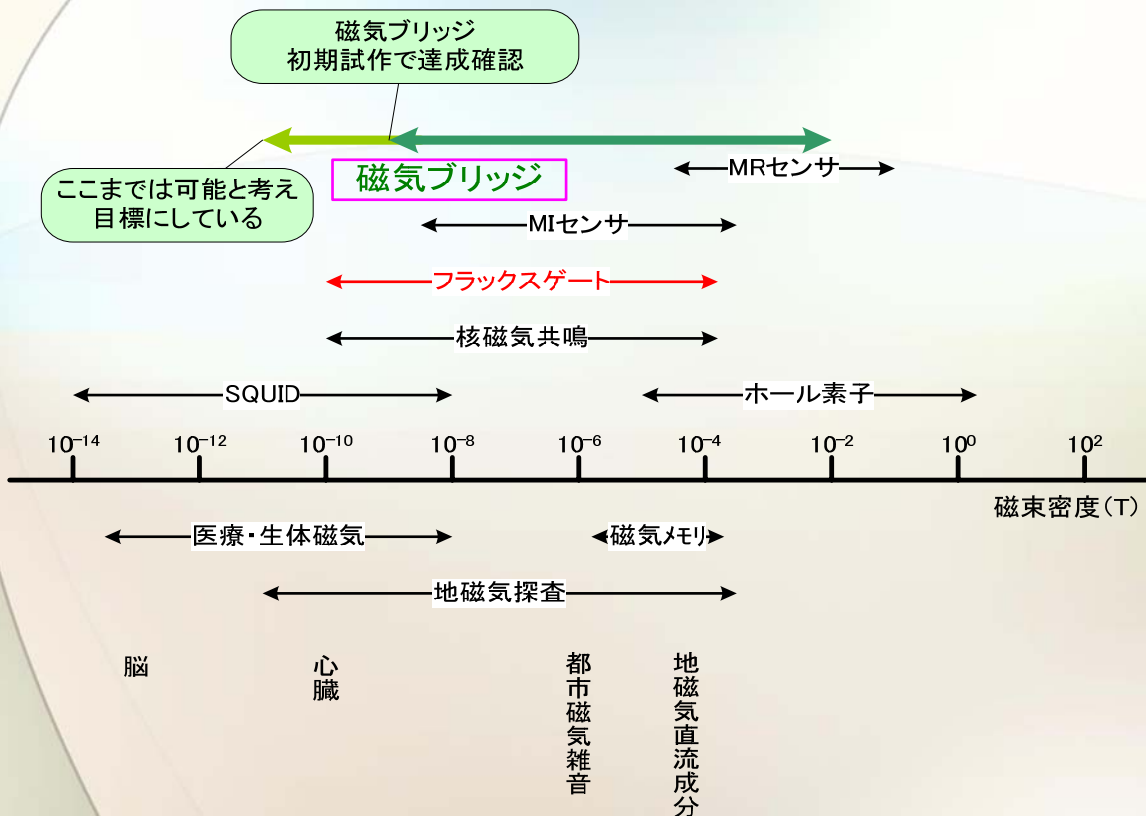 磁気ブリッジ
初期試作で達成確認
ここまでは可能と考え
目標にしている
磁気ブリッジ
MRセンサ
MIセンサ
フラックスゲート
核磁気共鳴
SQUID
ホール素子
10⁻¹⁴ 10⁻¹² 10⁻¹⁰ 10⁻⁸ 10⁻⁶ 10⁻⁴ 10⁻² 10⁰ 10²
磁束密度(T)
医療・生体磁気
磁気メモリ
地磁気探査
脳
心臓
都市磁気雑音
地磁気直流成分